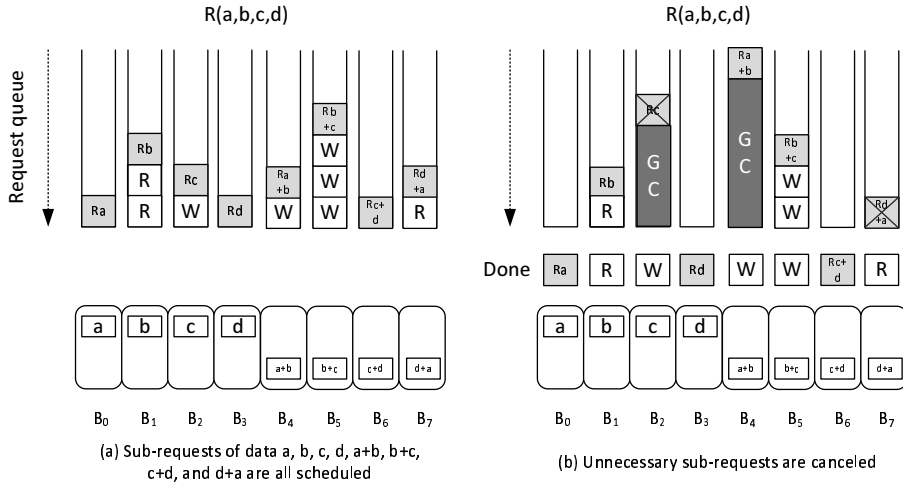 R(a,b,c,d)
R(a,b,c,d)
Request queue
Ra
Rb
R
R
Rc
W
Rd
Ra
+b
W
Rb
+c
W
W
W
Rc+
d
Rd
+a
R
Request queue
Rb
R
Rc
G
C
Ra
+b
G
C
Rb
+c
W
W
Rd
+a
Done
Ra
R
W
Rd
W
W
Rc+
d
R
a b c d a+b b+c c+d d+a
a b c d a+b b+c c+d d+a
B0 B1 B2 B3 B4 B5 B6 B7
B0 B1 B2 B3 B4 B5 B6 B7
(a) Sub-requests of data a, b, c, d, a+b, b+c,
c+d, and d+a are all scheduled
(b) Unnecessary sub-requests are canceled